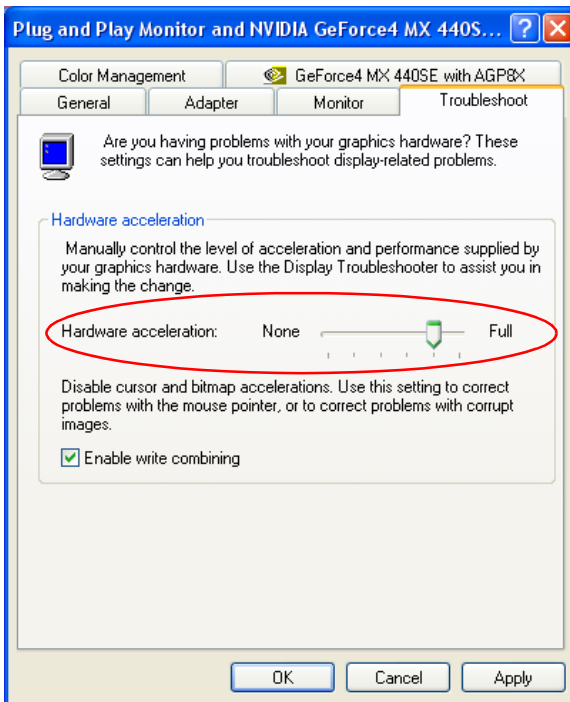 Plug and Play Monitor and NVIDIA GeForce4 MX 440S...
Color Management
GeForce4 MX 440SE with AGP8X
General
Adapter
Monitor
Troubleshoot
Are you having problems with your graphics hardware? These
settings can help you troubleshoot display-related problems.
Hardware acceleration
Manually control the level of acceleration and performance supplied by
your graphics hardware. Use the Display Troubleshooter to assist you in
making the change.
Hardware acceleration: None Full
Disable cursor and bitmap accelerations. Use this setting to correct
problems with the mouse pointer, or to correct problems with corrupt
images.
Enable write combining
OK
Cancel
Apply